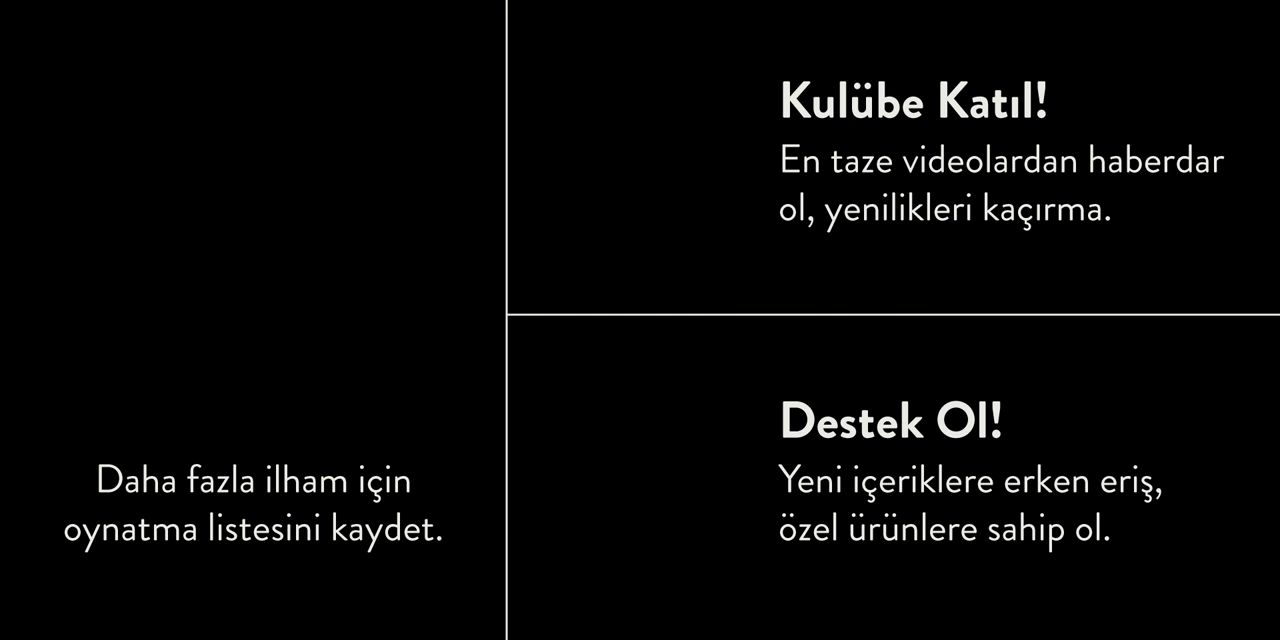 Daha fazla ilham için
oynatma listesini kaydet.
Kulübe Katıl!
En taze videolardan haberdar
ol, yenilikleri kaçırma.
Destek Ol!
Yeni içeriklere erken eriş,
özel ürünlere sahip ol.